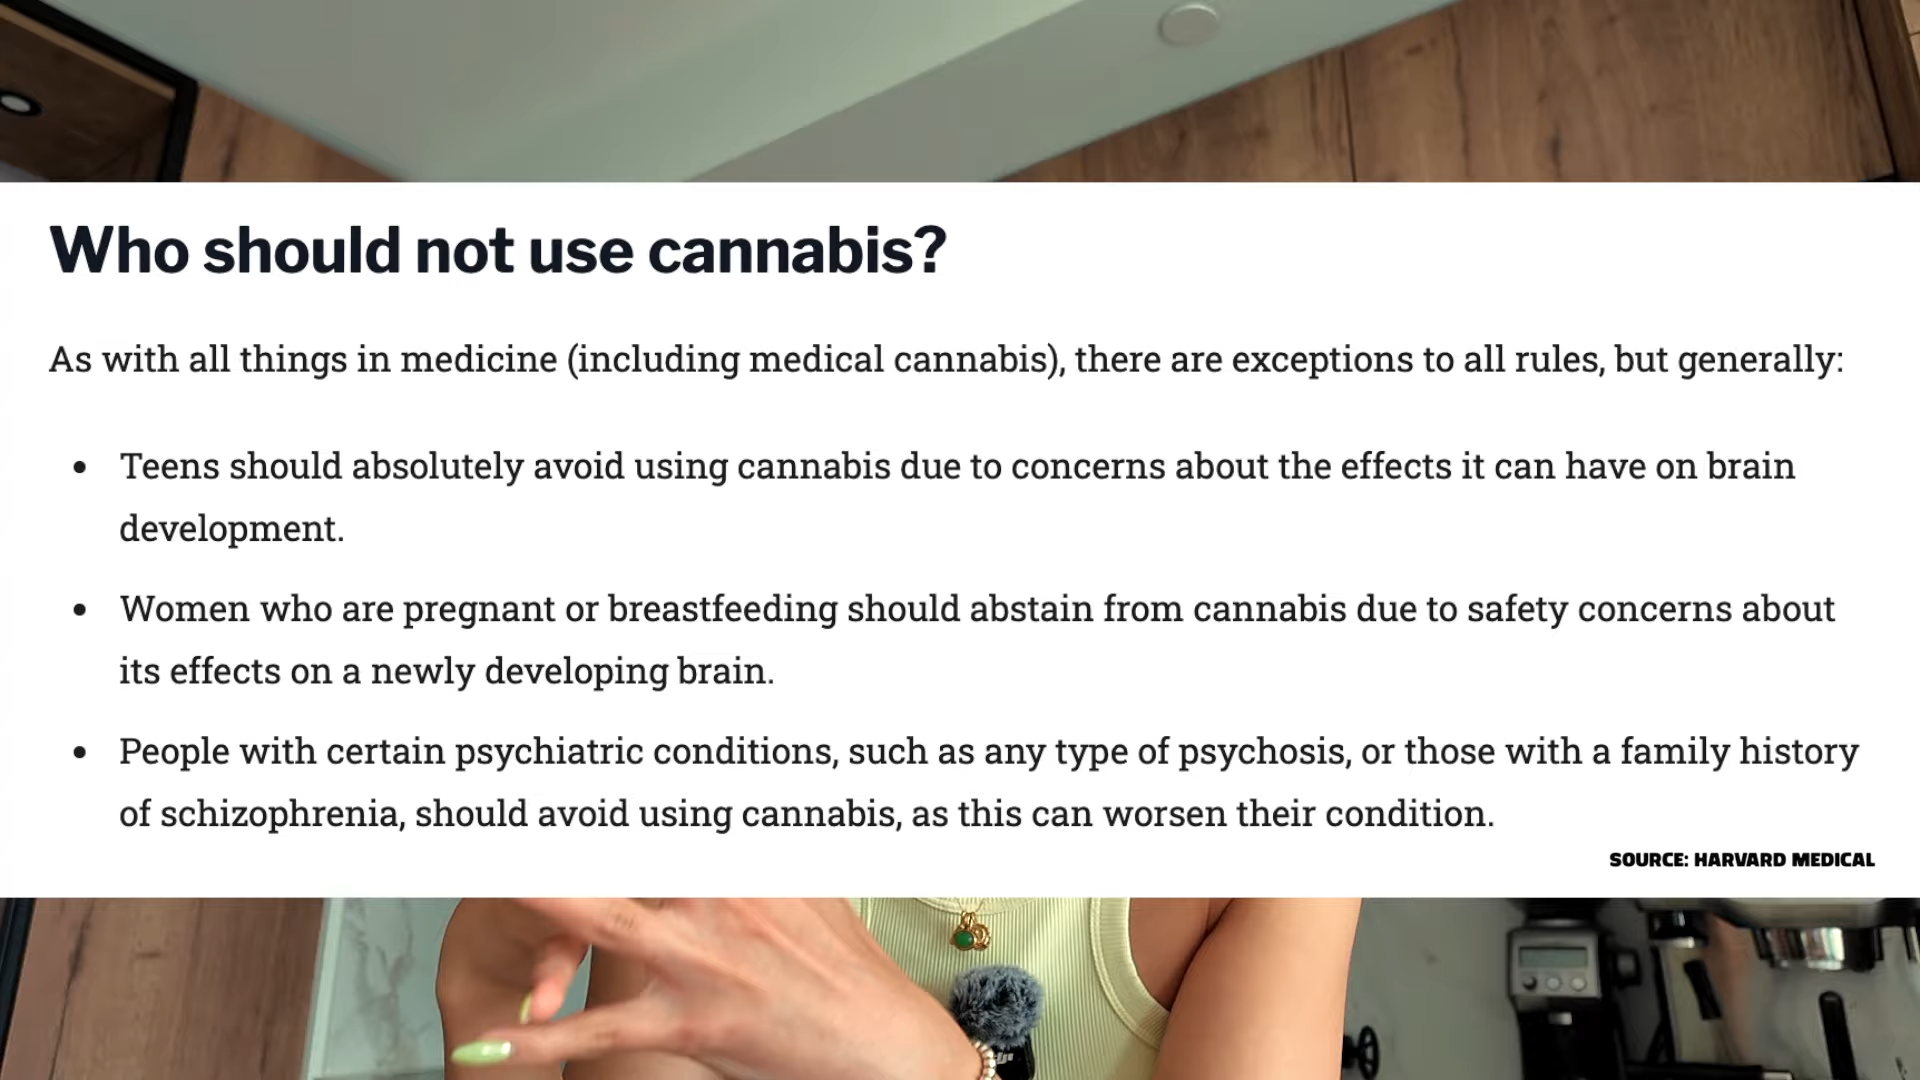 Who should not use cannabis?
As with all things in medicine (including medical cannabis), there are exceptions to all rules, but generally:
• Teens should absolutely avoid using cannabis due to concerns about the effects it can have on brain
development.
• Women who are pregnant or breastfeeding should abstain from cannabis due to safety concerns about
its effects on a newly developing brain.
• People with certain psychiatric conditions, such as any type of psychosis, or those with a family history
of schizophrenia, should avoid using cannabis, as this can worsen their condition.
SOURCE: HARVARD MEDICAL
dji